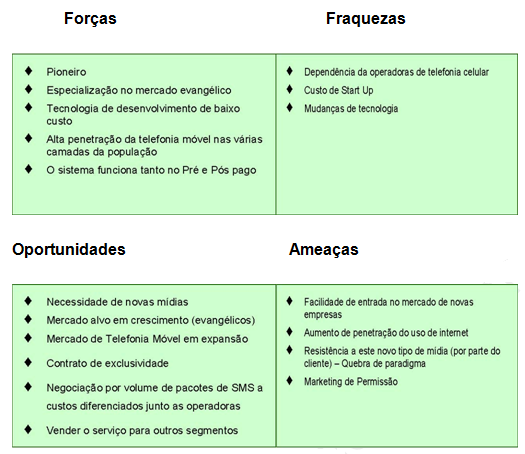 Forças
Fraquezas
♦ Pioneiro
♦ Especialização no mercado evangélico
♦ Tecnologia de desenvolvimento de baixo
custo
♦ Alta penetração da telefonia móvel nas várias
camadas da população
♦ O sistema funciona tanto no Pré e Pós pago
♦ Dependência da operadoras de telefonia celular
♦ Custo de Start Up
♦ Mudanças de tecnologia
Oportunidades
Ameaças
♦ Necessidade de novas mídias
♦ Mercado alvo em crescimento (evangélicos)
♦ Mercado de Telefonia Móvel em expansão
♦ Contrato de exclusividade
♦ Negociação por volume de pacotes de SMS a
custos diferenciados junto as operadoras
♦ Vender o serviço para outros segmentos
♦ Facilidade de entrada no mercado de novas
empresas
♦ Aumento de penetração do uso de internet
♦ Resistência a este novo tipo de mídia (por parte do
cliente) – Quebra de paradigma
♦ Marketing de Permissão